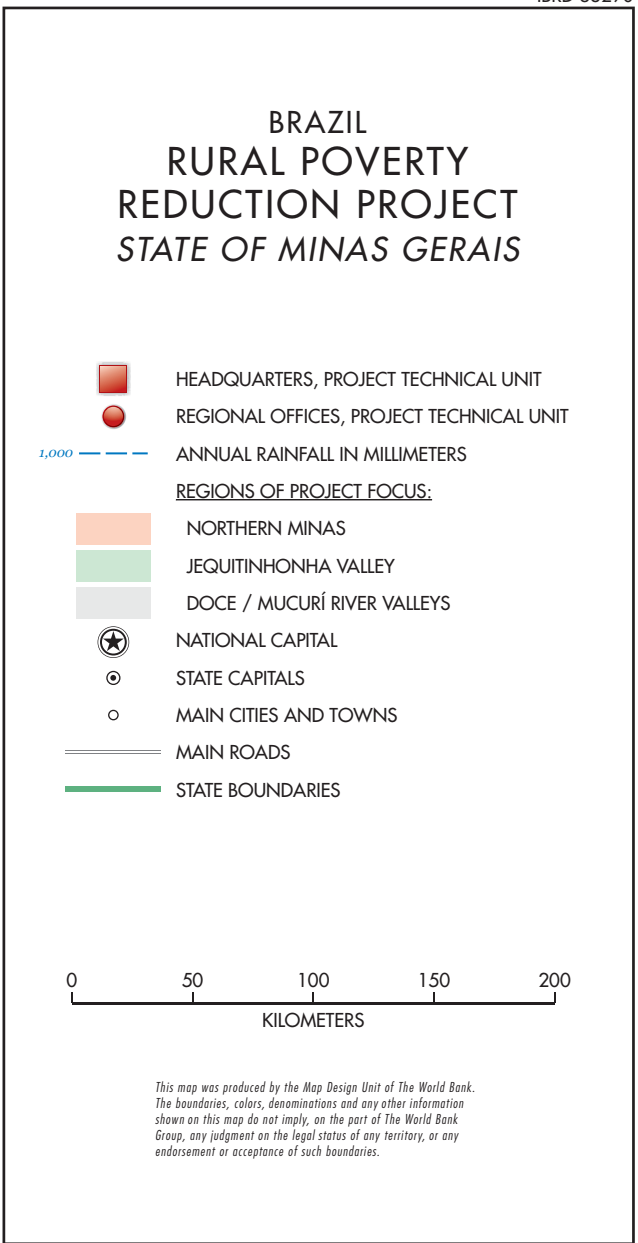 BRAZIL
RURAL POVERTY
REDUCTION PROJECT
STATE OF MINAS GERAIS
HEADQUARTERS, PROJECT TECHNICAL UNIT
REGIONAL OFFICES, PROJECT TECHNICAL UNIT
1,000 ANNUAL RAINFALL IN MILLIMETERS
REGIONS OF PROJECT FOCUS:
NORTHERN MINAS
JEQUITINHONHA VALLEY
DOCE / MUCURÍ RIVER VALLEYS
NATIONAL CAPITAL
STATE CAPITALS
MAIN CITIES AND TOWNS
MAIN ROADS
STATE BOUNDARIES
0 50 100 150 200
KILOMETERS
This map was produced by the Map Design Unit of The World Bank.
The boundaries, colors, denominations and any other information
shown on this map do not imply, on the part of The World Bank
Group, any judgment on the legal status of any territory, or any
endorsement or acceptance of such boundaries.